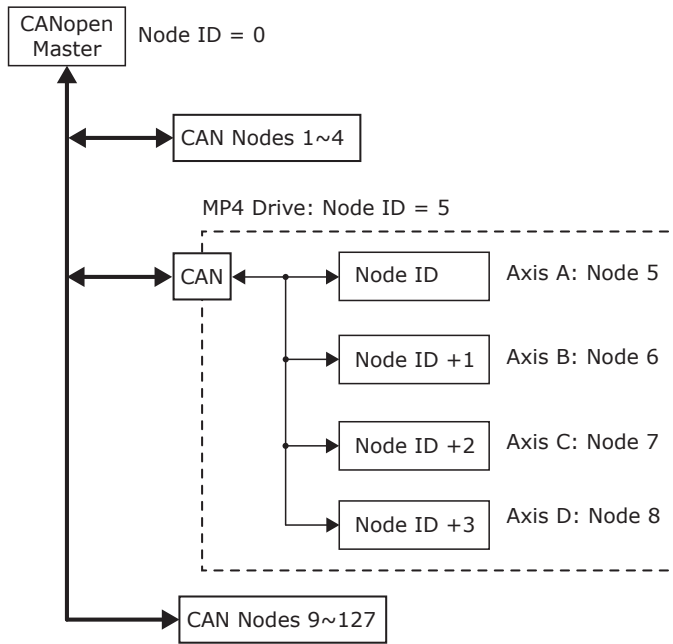 CANopen
Master
Node ID = 0
CAN Nodes 1~4
MP4 Drive: Node ID = 5
CAN
Node ID
Axis A: Node 5
Node ID +1
Axis B: Node 6
Node ID +2
Axis C: Node 7
Node ID +3
Axis D: Node 8
CAN Nodes 9~127